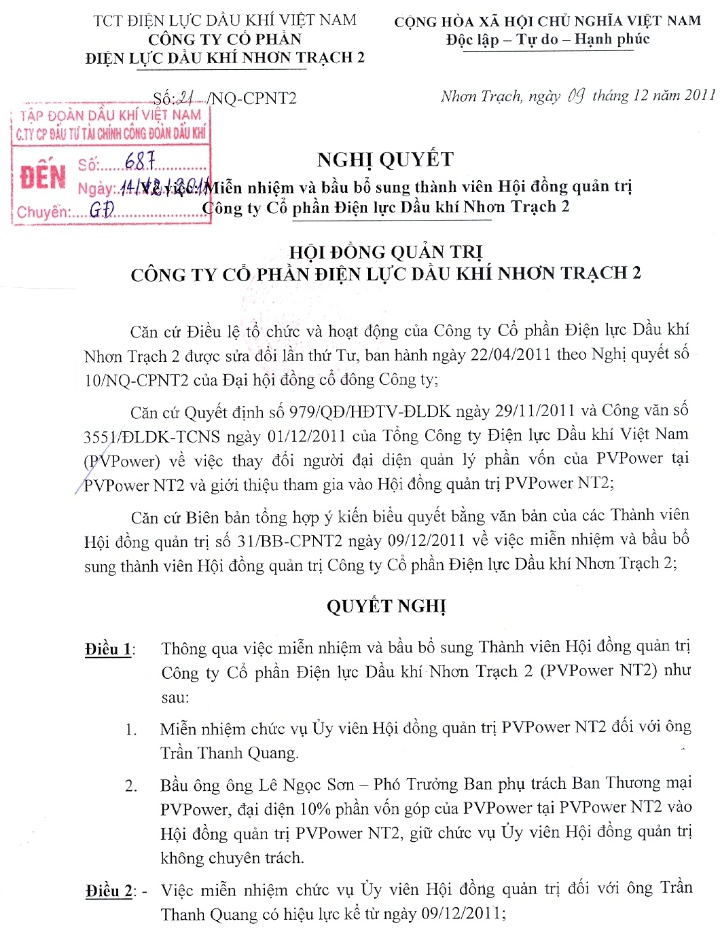 TCT ĐIỆN LỰC DẦU KHÍ VIỆT NAM
CÔNG TY CỔ PHẦN
ĐIỆN LỰC DẦU KHÍ NHƠN TRẠCH 2
CỘNG HÒA XÃ HỘI CHỦ NGHĨA VIỆT NAM
Độc lập – Tự do – Hạnh phúc
Số: 21 /NQ-CPNT2
Nhơn Trạch, ngày 09 tháng 12 năm 2011
TẬP ĐOÀN DẦU KHÍ VIỆT NAM
C.TY CP ĐẦU TƯ TÀI CHÍNH CÔNG ĐOÀN DẦU KHÍ
ĐẾN
Số: 687
Ngày: 14/12/2011
Chuyển: GĐ
NGHỊ QUYẾT
Về việc: Miễn nhiệm và bầu bổ sung thành viên Hội đồng quản trị
Công ty Cổ phần Điện lực Dầu khí Nhơn Trạch 2
HỘI ĐỒNG QUẢN TRỊ
CÔNG TY CỔ PHẦN ĐIỆN LỰC DẦU KHÍ NHƠN TRẠCH 2
Căn cứ Điều lệ tổ chức và hoạt động của Công ty Cổ phần Điện lực Dầu khí
Nhơn Trạch 2 được sửa đổi lần thứ Tư, ban hành ngày 22/04/2011 theo Nghị quyết số
10/NQ-CPNT2 của Đại hội đồng cổ đông Công ty;
Căn cứ Quyết định số 979/QĐ/HĐTV-ĐLDK ngày 29/11/2011 và Công văn số
3551/ĐLDK-TCNS ngày 01/12/2011 của Tổng Công ty Điện lực Dầu khí Việt Nam
(PVPower) về việc thay đổi người đại diện quản lý phần vốn của PVPower tại
PVPower NT2 và giới thiệu tham gia vào Hội đồng quản trị PVPower NT2;
Căn cứ Biên bản tổng hợp ý kiến biểu quyết bằng văn bản của các Thành viên
Hội đồng quản trị số 31/BB-CPNT2 ngày 09/12/2011 về việc miễn nhiệm và bầu bổ
sung thành viên Hội đồng quản trị Công ty Cổ phần Điện lực Dầu khí Nhơn Trạch 2;
QUYẾT NGHỊ
Điều 1: Thông qua việc miễn nhiệm và bầu bổ sung Thành viên Hội đồng quản trị
Công ty Cổ phần Điện lực Dầu khí Nhơn Trạch 2 (PVPower NT2) như
sau:
1. Miễn nhiệm chức vụ Ủy viên Hội đồng quản trị PVPower NT2 đối với ông
Trần Thanh Quang.
2. Bầu ông ông Lê Ngọc Sơn – Phó Trưởng Ban phụ trách Ban Thương mại
PVPower, đại diện 10% phần vốn góp của PVPower tại PVPower NT2 vào
Hội đồng quản trị PVPower NT2, giữ chức vụ Ủy viên Hội đồng quản trị
không chuyên trách.
Điều 2: - Việc miễn nhiệm chức vụ Ủy viên Hội đồng quản trị đối với ông Trần
Thanh Quang có hiệu lực kể từ ngày 09/12/2011;